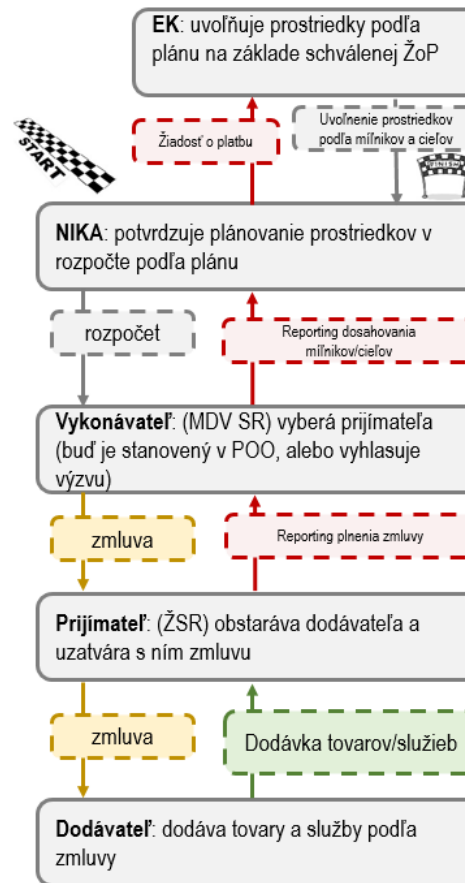 EK: uvoľňuje prostriedky podľa
plánu na základe schválenej ŽoP
Žiadosť o platbu
Uvoľnenie prostriedkov
podľa míľnikov a cieľov
START
FINISH
NIKA: potvrdzuje plánovanie prostriedkov v
rozpočte podľa plánu
rozpočet
Reporting dosahovania
míľnikov/cieľov
Vykonávateľ: (MDV SR) vyberá prijímateľa
(buď je stanovený v POO, alebo vyhlasuje
výzvu)
zmluva
Reporting plnenia zmluvy
Prijímateľ: (ŽSR) obstaráva dodávateľa a
uzatvára s ním zmluvu
zmluva
Dodávka tovarov/služieb
Dodávateľ: dodáva tovary a služby podľa
zmluvy